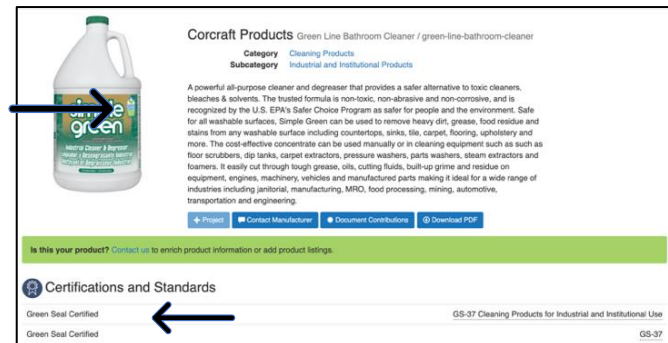 Corcraft Products Green Line Bathroom Cleaner / green-line-bathroom-cleaner
Category Cleaning Products
Subcategory Industrial and Institutional Products
A powerful all-purpose cleaner and degreaser that provides a safer alternative to toxic cleaners,
bleaches & solvents. The trusted formula is non-toxic, non-abrasive and non-corrosive, and is
recognized by the U.S. EPA's Safer Choice Program as safer for people and the environment. Safe
for all washable surfaces, Simple Green can be used to remove heavy dirt, grease, food residue and
stains from any washable surface including countertops, sinks, tile, carpet, flooring, upholstery and
more. The cost-effective concentrate can be used manually or in cleaning equipment such as such as
floor scrubbers, dip tanks, carpet extractors, pressure washers, parts washers, steam extractors and
foamers. It easily cut through tough grease, oils, cutting fluids, built-up grime and residue on
equipment, engines, machinery, vehicles and manufactured parts making it ideal for a wide range of
industries including janitorial, manufacturing, MRO, food processing, mining, automotive,
transportation and engineering.
simple
green
Industrial Cleaner & Degreaser
+ Project Contact Manufacturer Document Contributions Download PDF
Is this your product? Contact us to enrich product information or add product listings.
Certifications and Standards
Green Seal Certified GS-37 Cleaning Products for Industrial and Institutional Use
Green Seal Certified GS-37